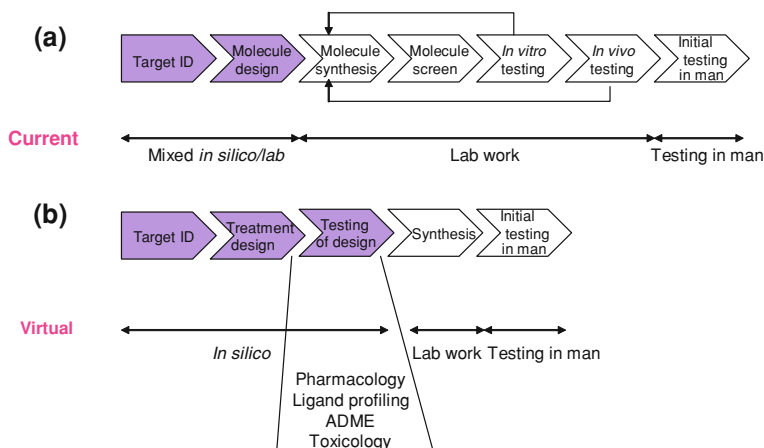 (a)
Target ID
Molecule
design
Molecule
synthesis
Molecule
screen
In vitro
testing
In vivo
testing
Initial
testing
in man
Current
Mixed in silico/lab
Lab work
Testing in man
(b)
Target ID
Treatment
design
Testing
of design
Synthesis
Initial
testing
in man
Virtual
In silico
Lab work
Testing in man
Pharmacology
Ligand profiling
ADME
Toxicology